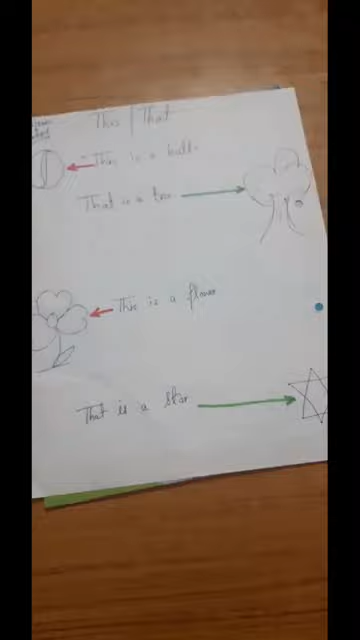 This | That
This is a ball.
That is a tree
This is a flower
That is a star